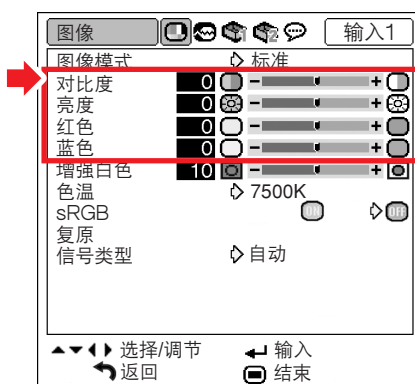 图像 输入1
图像模式 标准
对比度 0 - +
亮度 0 - +
红色 0 - +
蓝色 0 - +
增强白色 10 - +
色温 7500K
sRGB ON OFF
复原
信号类型 自动
选择/调节 输入
返回 结束